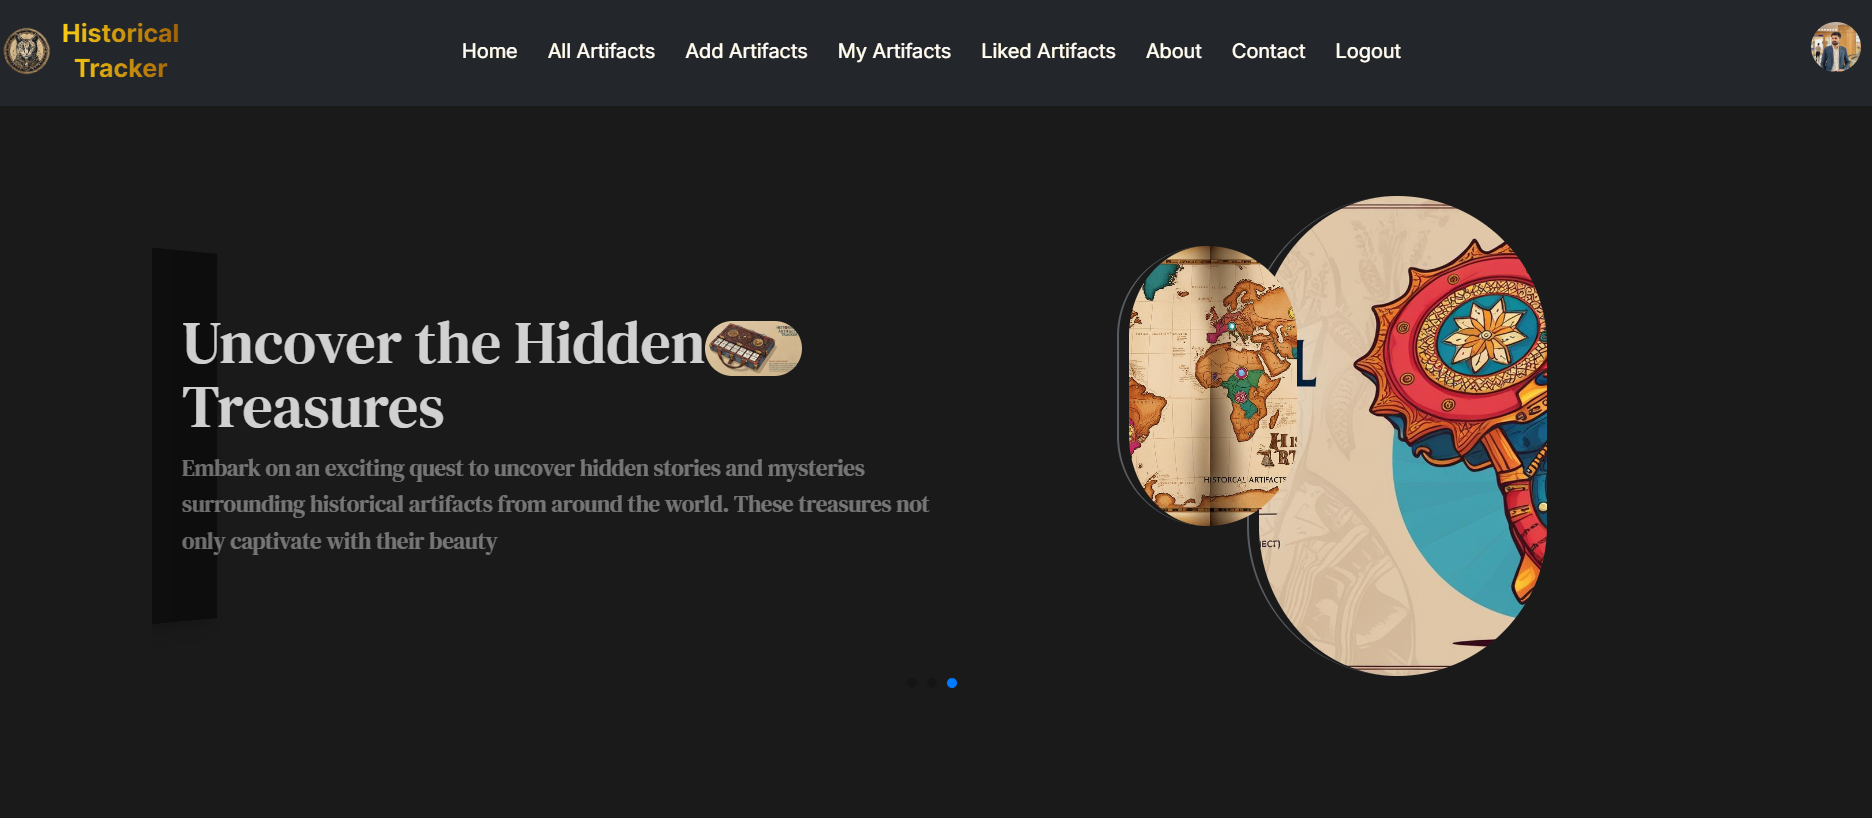 Historical
Tracker
Home
All Artifacts
Add Artifacts
My Artifacts
Liked Artifacts
About
Contact
Logout
Uncover the Hidden
Treasures
Embark on an exciting quest to uncover hidden stories and mysteries
surrounding historical artifacts from around the world. These treasures not
only captivate with their beauty
L
HISTORCAL ARTIFACTS
ECT)